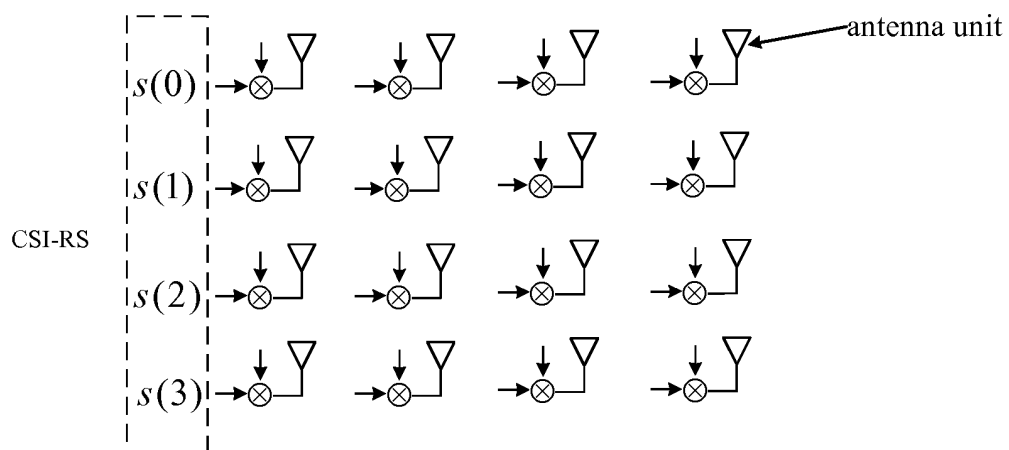 antenna unit
s(0)
s(1)
CSI-RS
s(2)
s(3)